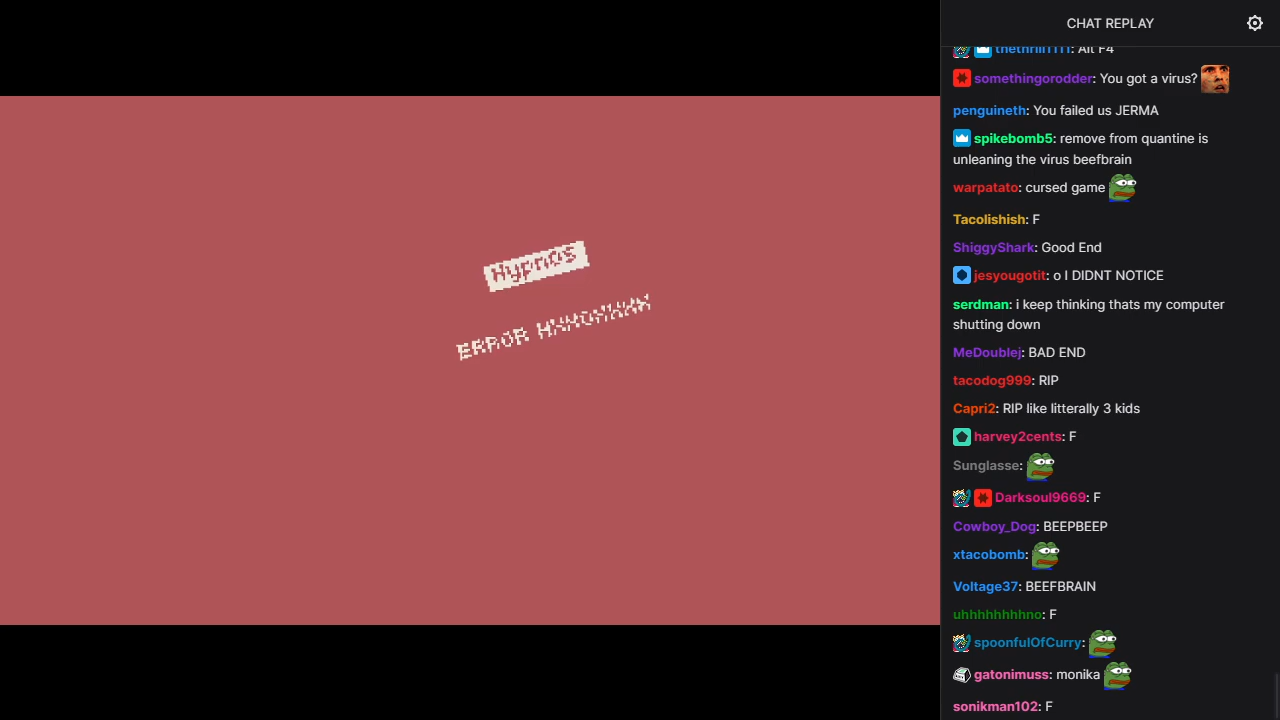 Hypnos
ERROR
CHAT REPLAY
thethrill1111: Alt F4
somethingorodder: You got a virus?
penguineth: You failed us JERMA
spikebomb5: remove from quantine is
unleaning the virus beefbrain
warpatato: cursed game
Tacolishish: F
ShiggyShark: Good End
jesyougotit: o I DIDNT NOTICE
serdman: i keep thinking thats my computer
shutting down
MeDoublej: BAD END
tacodog999: RIP
Capri2: RIP like litterally 3 kids
harvey2cents: F
Sunglasse:
Darksoul9669: F
Cowboy_Dog: BEEPBEEP
xtacobomb:
Voltage37: BEEFBRAIN
uhhhhhhhhno: F
spoonfulOfCurry:
gatonimuss: monika
sonikman102: F